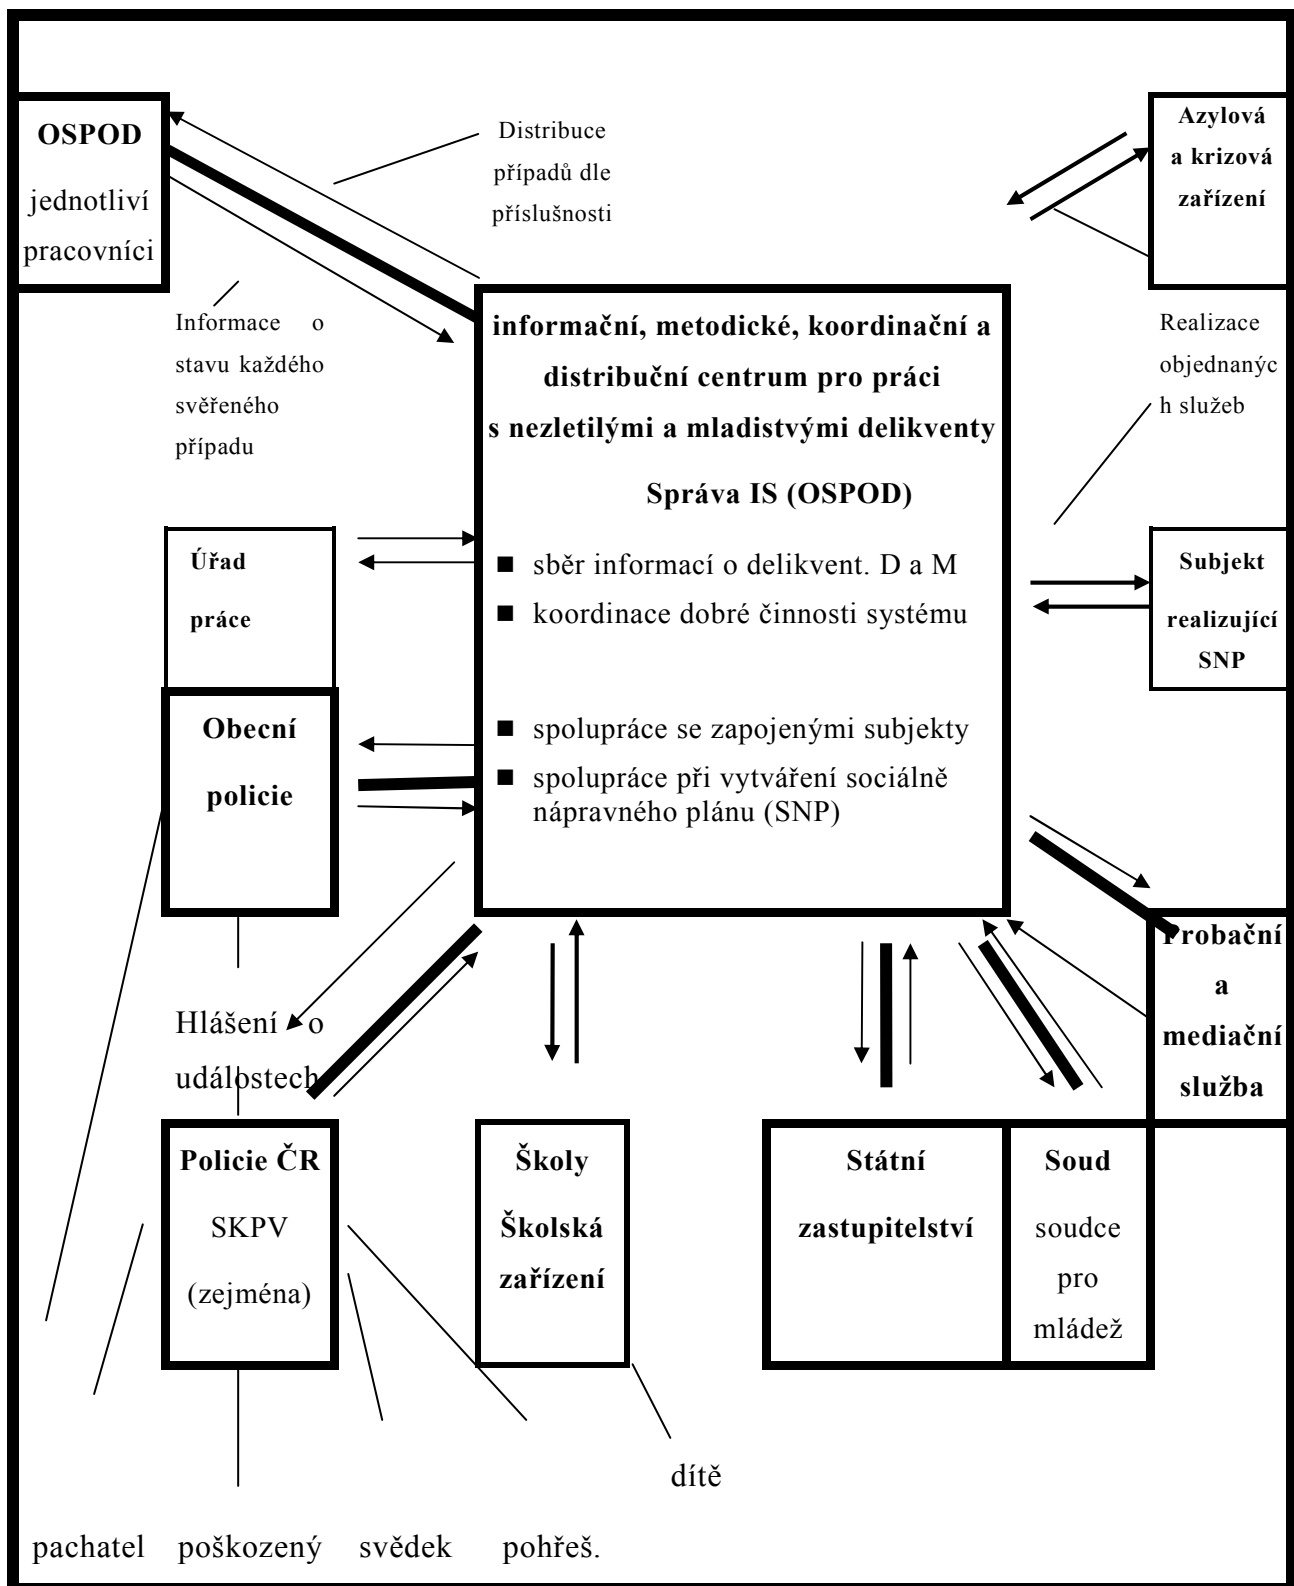 OSPOD
jednotliví
pracovníci
Distribuce
případů dle
příslušnosti
Azylová
a krizová
zařízení
Informace o
stavu každého
svěřeného
případu
informační, metodické, koordinační a
distribuční centrum pro práci
s nezletilými a mladistvými delikventy
Správa IS (OSPOD)
■ sběr informací o delikvent. D a M
■ koordinace dobré činnosti systému
■ spolupráce se zapojenými subjekty
■ spolupráce při vytváření sociálně
nápravného plánu (SNP)
Realizace
objednanýc
h služeb
Úřad
práce
Subjekt
realizující
SNP
Obecní
policie
Probační
a
mediační
služba
Hlášení o
událostech
Policie ČR
SKPV
(zejména)
Školy
Školská
zařízení
Státní
zastupitelství
Soud
soudce
pro
mládež
dítě
pachatel poškozený svědek pohřeš.